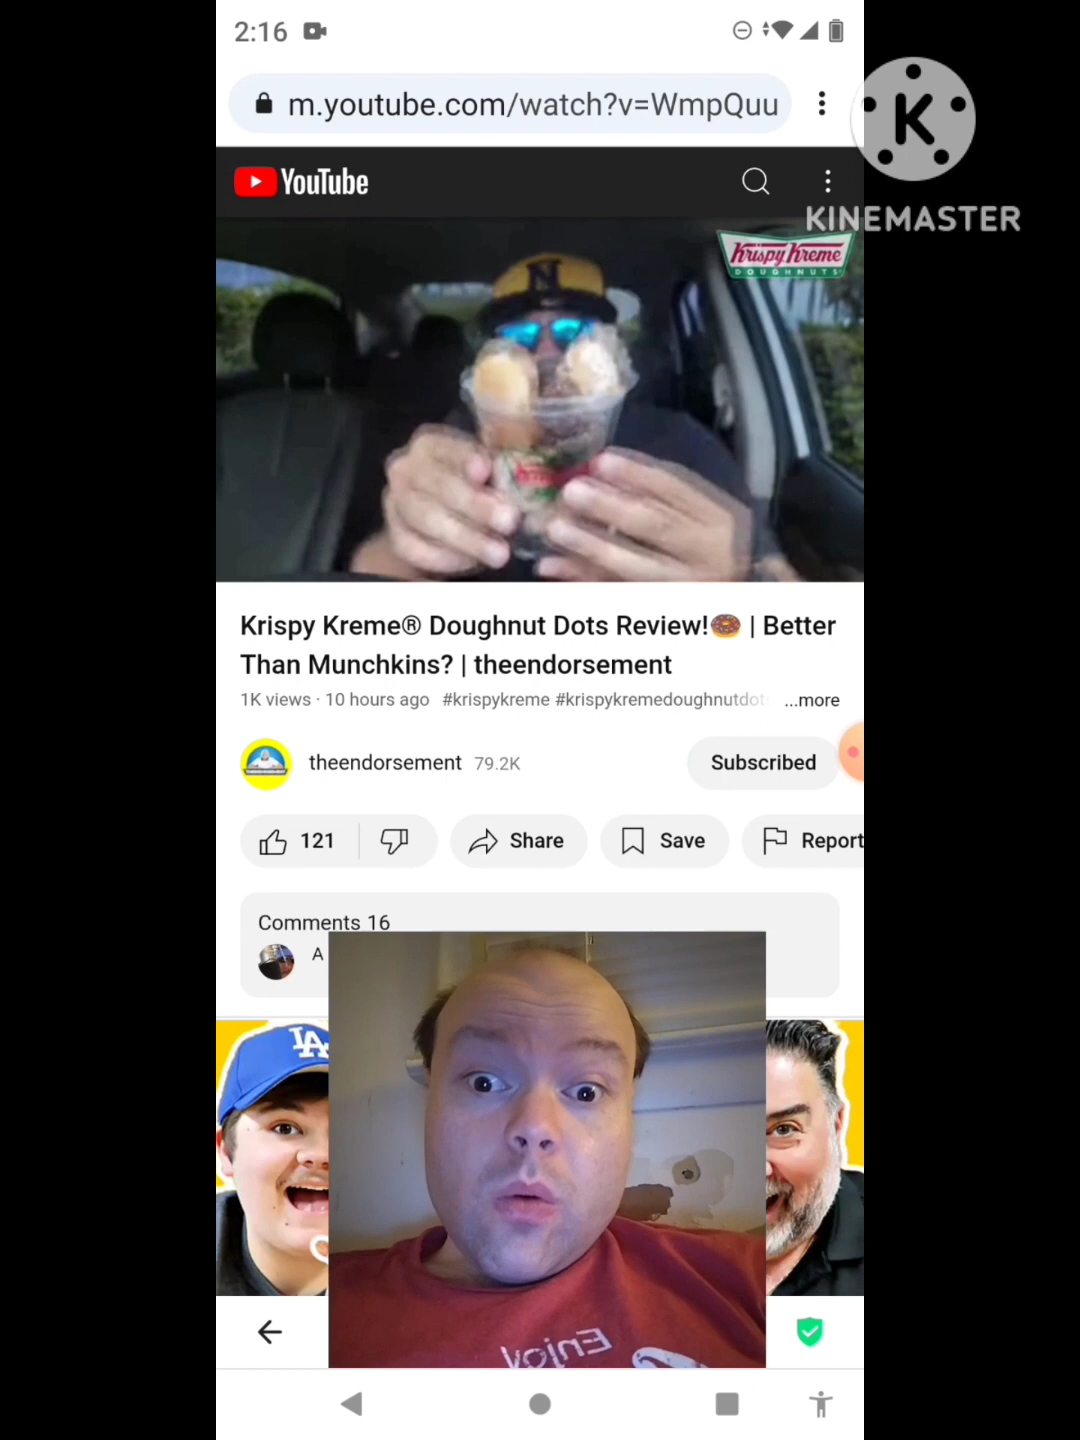 2:16
m.youtube.com/watch?v=WmpQuu
K
KINEMASTER
YouTube
Krispy Kreme
DOUGHNUTS
N
Krispy Kreme® Doughnut Dots Review!🍩 | Better
Than Munchkins? | theendorsement
1K views · 10 hours ago #krispykreme #krispykremedoughnutdot ...more
theendorsement 79.2K
Subscribed
121
Share
Save
Report
Comments 16
A
LA
Enjoy